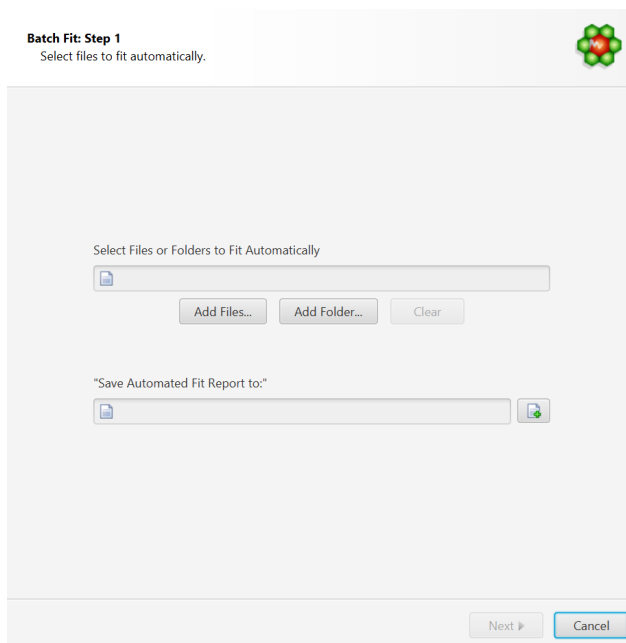 Batch Fit: Step 1
Select files to fit automatically.
Select Files or Folders to Fit Automatically
Add Files... Add Folder... Clear
"Save Automated Fit Report to:"
Next Cancel